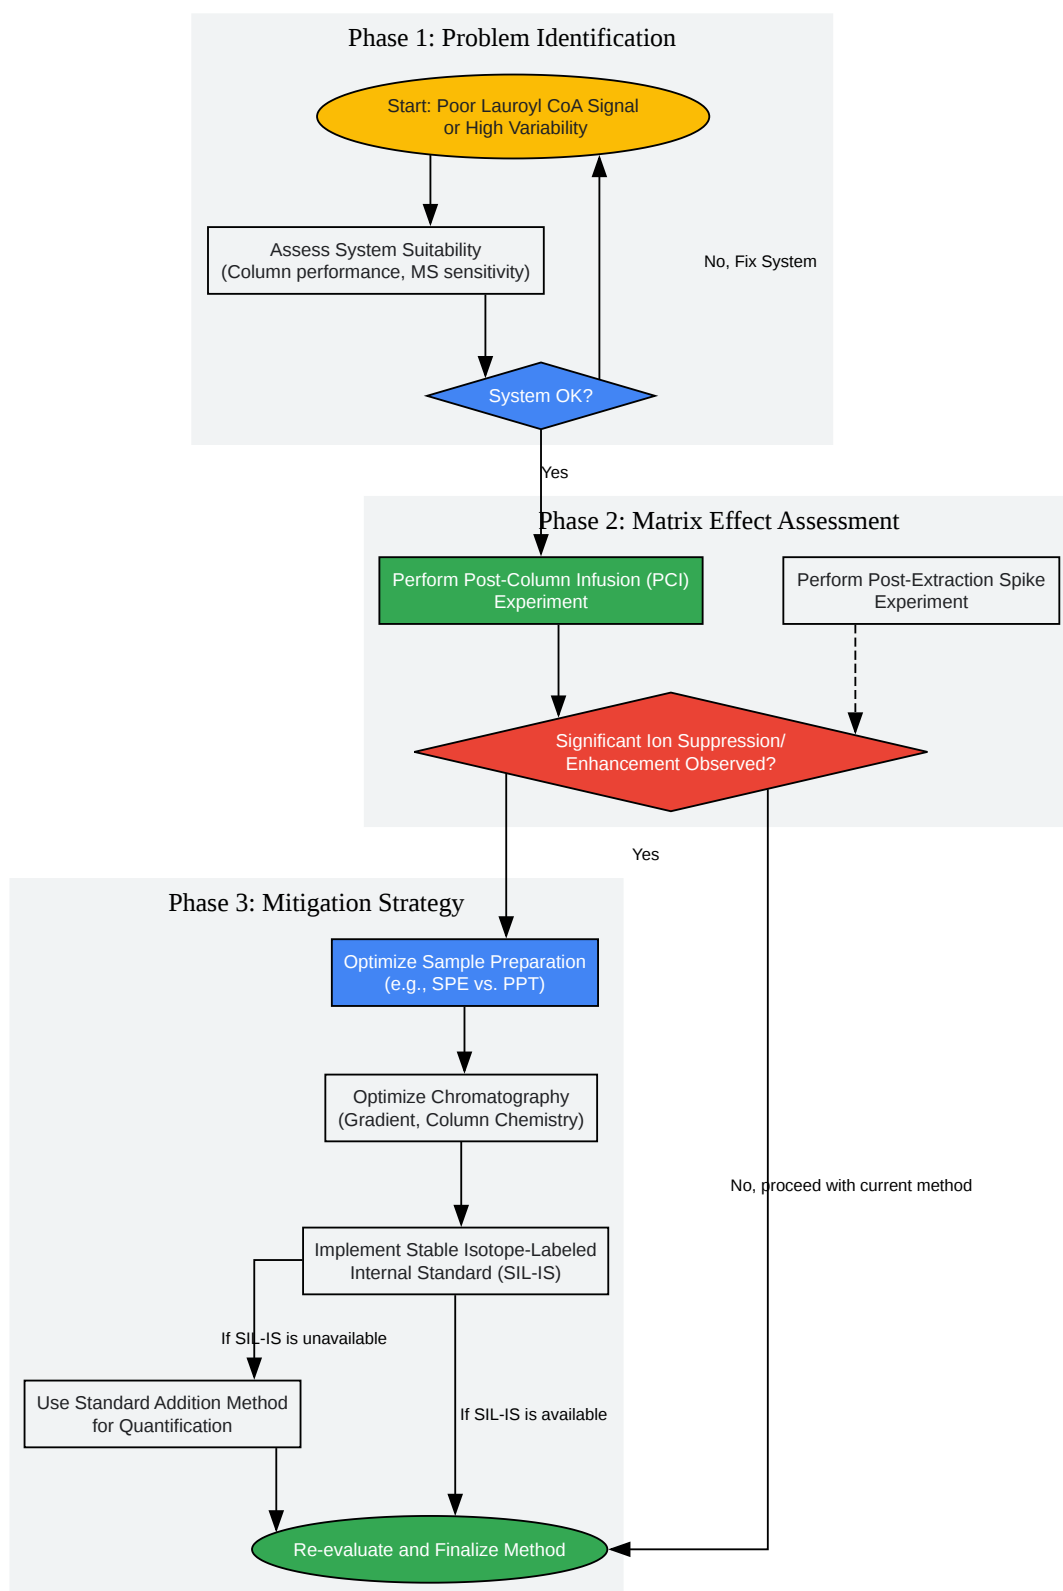 Phase 1: Problem Identification
Start: Poor Lauroyl CoA Signal
or High Variability
Assess System Suitability
(Column performance, MS sensitivity)
No, Fix System
System OK?
Yes
Phase 2: Matrix Effect Assessment
Perform Post-Column Infusion (PCI)
Experiment
Perform Post-Extraction Spike
Experiment
Significant Ion Suppression/
Enhancement Observed?
Yes
Phase 3: Mitigation Strategy
Optimize Sample Preparation
(e.g., SPE vs. PPT)
Optimize Chromatography
(Gradient, Column Chemistry)
No, proceed with current method
Implement Stable Isotope-Labeled
Internal Standard (SIL-IS)
If SIL-IS is unavailable
Use Standard Addition Method
for Quantification
If SIL-IS is available
Re-evaluate and Finalize Method